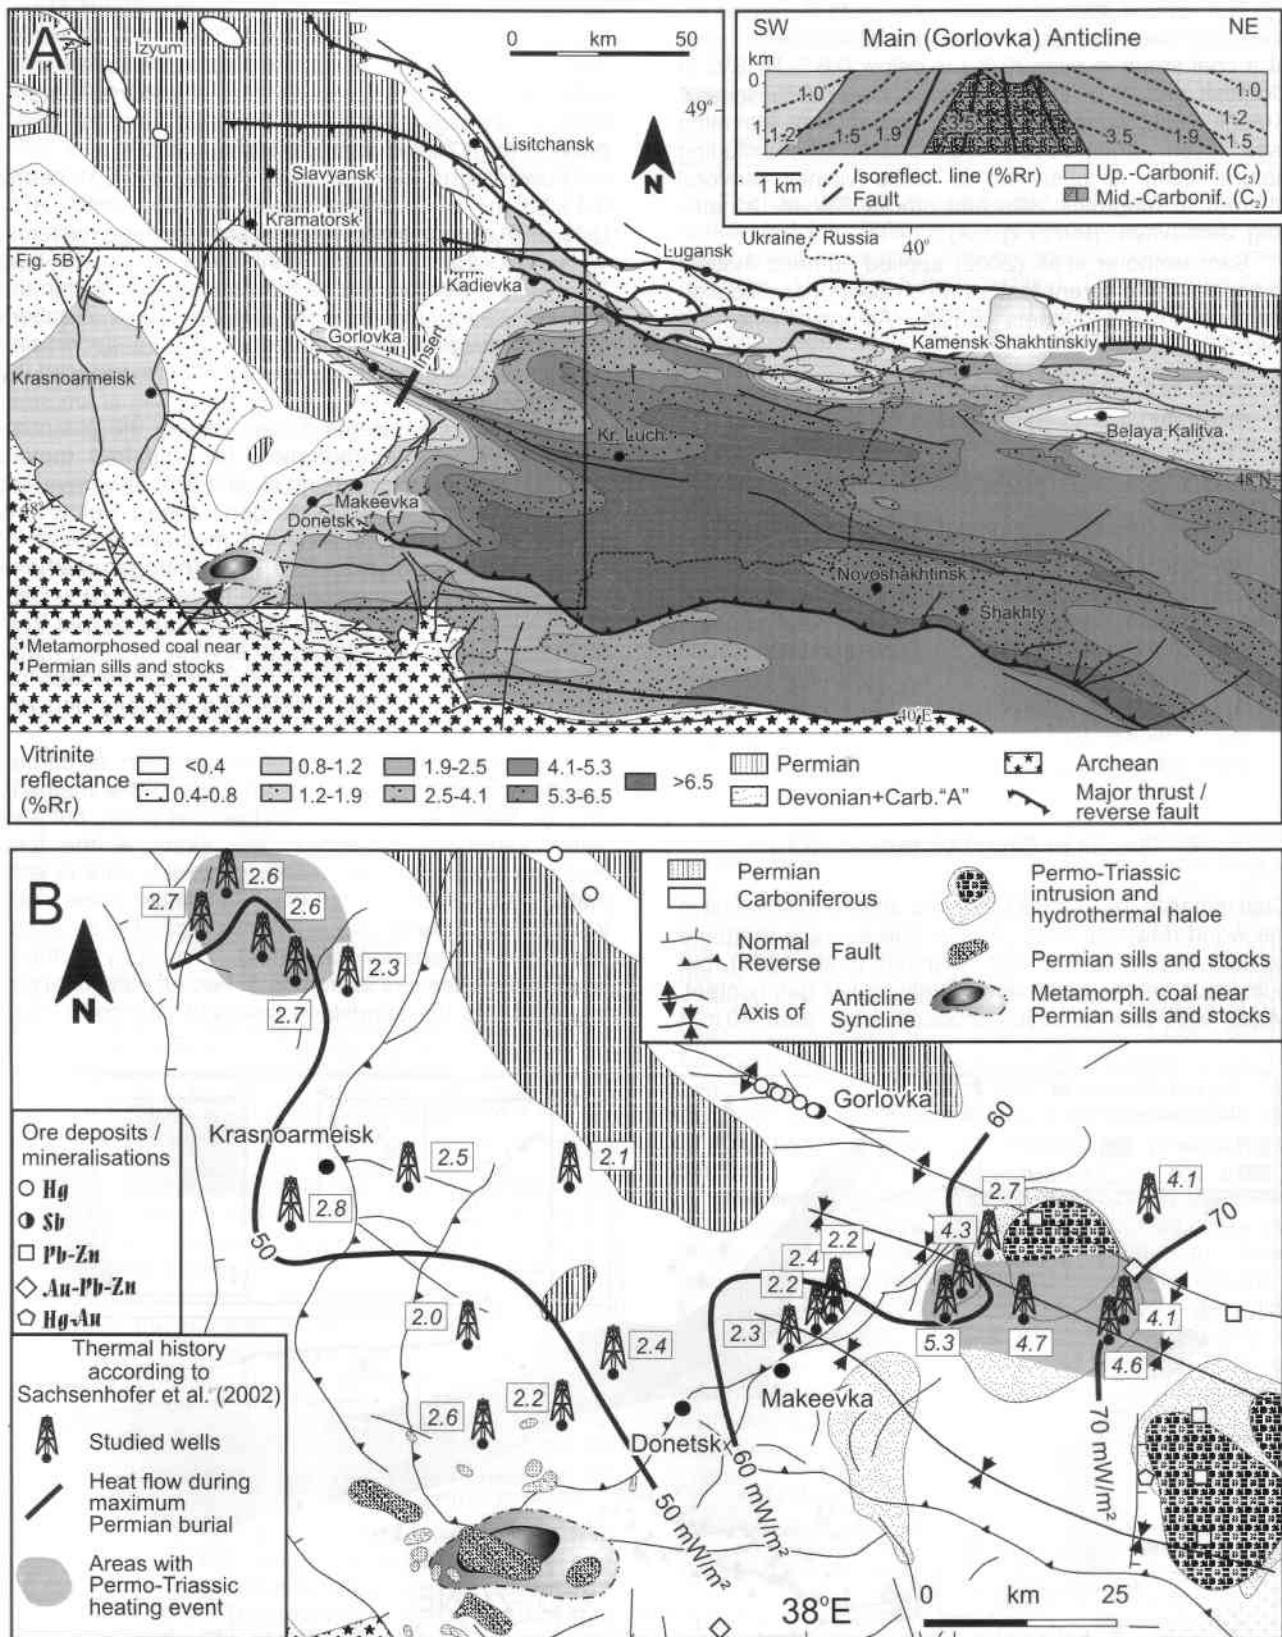 A
Izyum
0 km 50
Lisitchansk
Slavyansk
Kramatorsk
N
49°
SW
Main (Gorlovka) Anticline
NE
km
0
1
1.0
1.2
1.5
1.9
3.5
1.9
1.0
1.2
1.5
1 km
Isoreflect. line (%Rr)
Fault
Up.-Carbonif. (C3)
Mid.-Carbonif. (C2)
Ukraine
Russia
40°
Lugansk
Fig. 5B
Kadievka
Gorlovka
Insert
Kamensk Shakhtinskiy
Krasnoarmeisk
Belaya Kalitva
Kr. Luch
48°N
48°
Makeevka
Donetsk
Novoshakhtinsk
Shakhty
Metamorphosed coal near
Permian sills and stocks
40°E
Vitrinite
reflectance
(%Rr)
<0.4
0.4-0.8
0.8-1.2
1.2-1.9
1.9-2.5
2.5-4.1
4.1-5.3
5.3-6.5
>6.5
Permian
Devonian+Carb."A"
Archean
Major thrust /
reverse fault
B
N
2.7
2.6
2.6
2.7
2.3
Permian
Carboniferous
Normal
Reverse
Fault
Axis of
Anticline
Syncline
Permo-Triassic
intrusion and
hydrothermal haloe
Permian sills and stocks
Metamorph. coal near
Permian sills and stocks
Gorlovka
60
Ore deposits /
mineralisations
Hg
Sb
Pb-Zn
Au-Pb-Zn
Hg-Au
Krasnoarmeisk
2.5
2.1
2.8
50
2.7
4.1
4.3
70
2.2
2.4
2.2
2.3
2.0
2.4
5.3
4.7
4.1
4.6
Makeevka
2.6
2.2
Donetsk
50 mW/m²
60 mW/m²
70 mW/m²
Thermal history
according to
Sachsenhofer et al. (2002)
Studied wells
Heat flow during
maximum
Permian burial
Areas with
Permo-Triassic
heating event
38°E
0 km 25